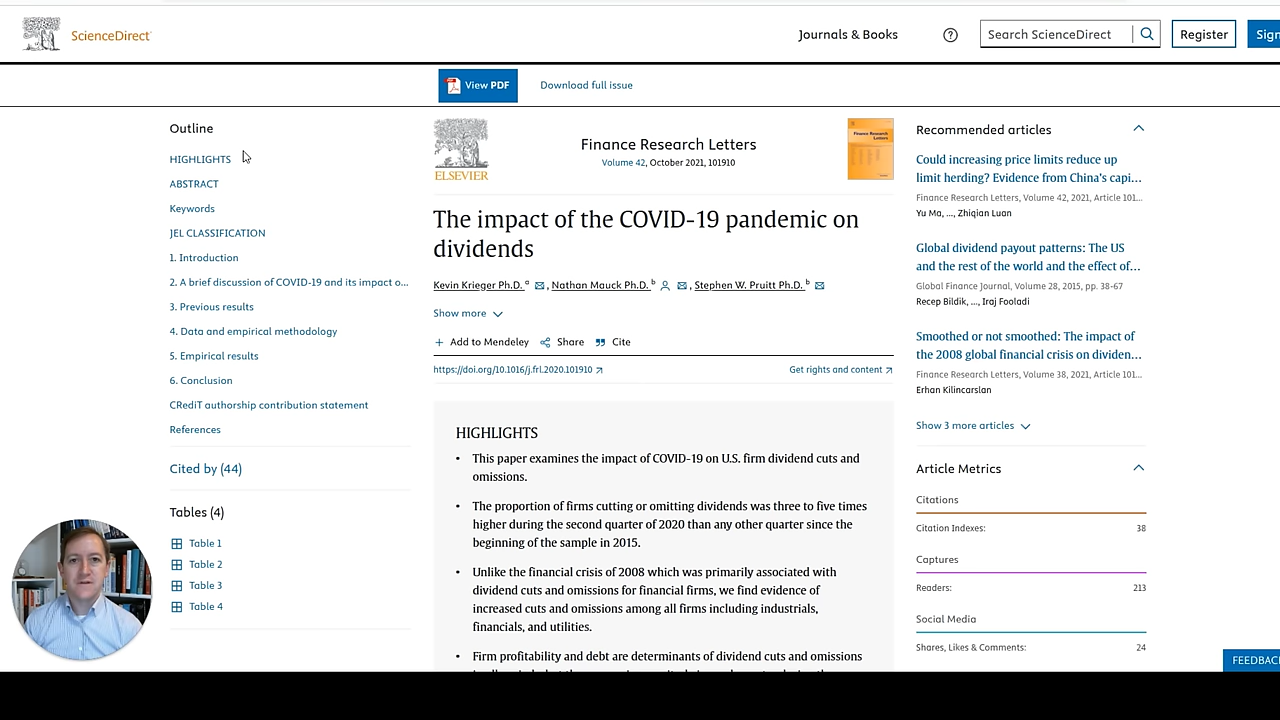 ScienceDirect
Journals & Books
Search ScienceDirect
Register
Sign
View PDF
Download full issue
Outline
HIGHLIGHTS
ABSTRACT
Keywords
JEL CLASSIFICATION
1. Introduction
2. A brief discussion of COVID-19 and its impact o...
3. Previous results
4. Data and empirical methodology
5. Empirical results
6. Conclusion
CRediT authorship contribution statement
References
Cited by (44)
Tables (4)
Table 1
Table 2
Table 3
Table 4
ELSEVIER
Finance Research Letters
Volume 42, October 2021, 101910
Finance Research
Letters
The impact of the COVID-19 pandemic on
dividends
Kevin Krieger Ph.D. a, Nathan Mauck Ph.D. b, Stephen W. Pruitt Ph.D. b
Show more
+ Add to Mendeley Share Cite
https://doi.org/10.1016/j.frl.2020.101910
Get rights and content
HIGHLIGHTS
• This paper examines the impact of COVID-19 on U.S. firm dividend cuts and
omissions.
• The proportion of firms cutting or omitting dividends was three to five times
higher during the second quarter of 2020 than any other quarter since the
beginning of the sample in 2015.
• Unlike the financial crisis of 2008 which was primarily associated with
dividend cuts and omissions for financial firms, we find evidence of
increased cuts and omissions among all firms including industrials,
financials, and utilities.
• Firm profitability and debt are determinants of dividend cuts and omissions
Recommended articles
Could increasing price limits reduce up
limit herding? Evidence from China's capi...
Finance Research Letters, Volume 42, 2021, Article 101...
Yu Ma, ..., Zhiqian Luan
Global dividend payout patterns: The US
and the rest of the world and the effect of...
Global Finance Journal, Volume 28, 2015, pp. 38-67
Recep Bildik, ..., Iraj Fooladi
Smoothed or not smoothed: The impact of
the 2008 global financial crisis on dividen...
Finance Research Letters, Volume 38, 2021, Article 101...
Erhan Kilincarslan
Show 3 more articles
Article Metrics
Citations
Citation Indexes: 38
Captures
Readers: 213
Social Media
Shares, Likes & Comments: 24
FEEDBAC